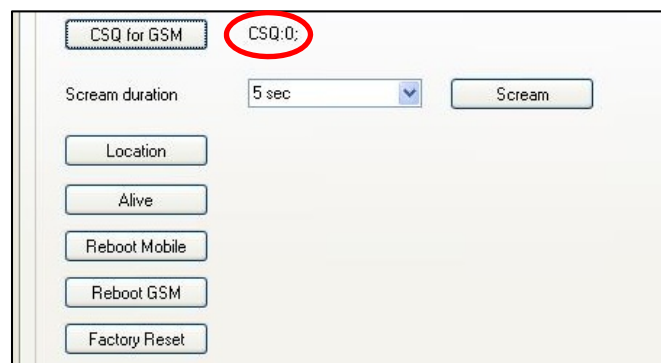 CSQ for GSM CSQ:0;
Scream duration 5 sec Scream
Location
Alive
Reboot Mobile
Reboot GSM
Factory Reset